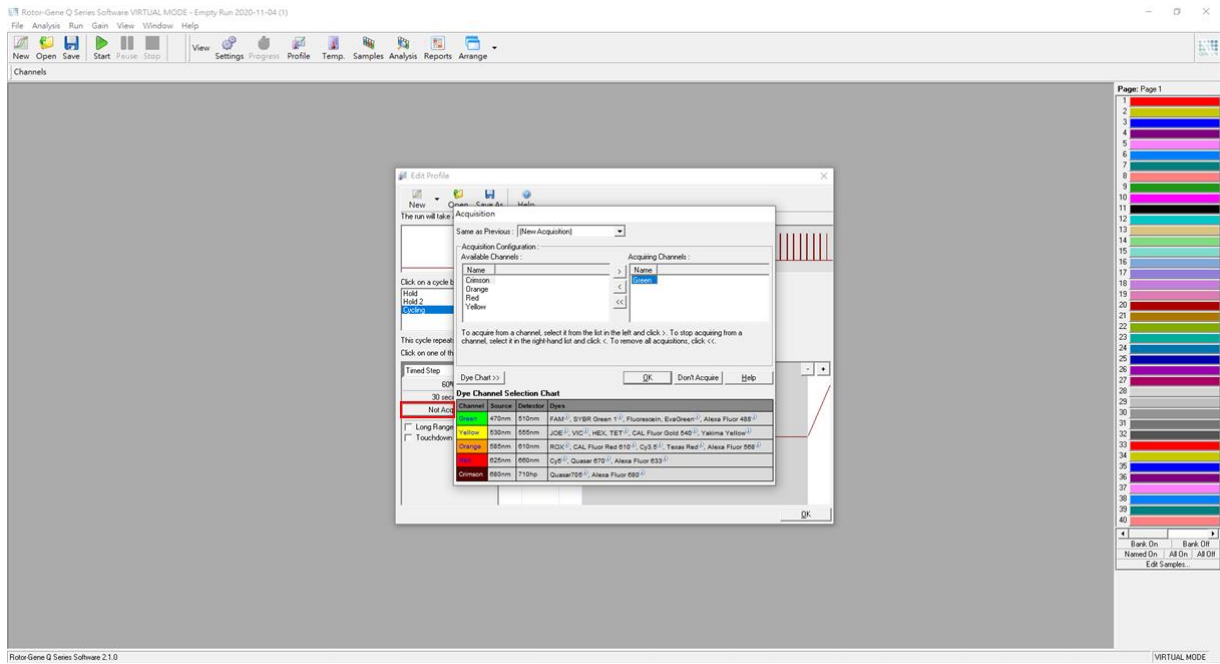 Rotor-Gene Q Series Software VIRTUAL MODE - Empty Run 2020-11-04 (1)
File Analysis Run Gain View Window Help
New Open Save Start Pause Stop View Settings Progress Profile Temp. Samples Analysis Reports Arrange
Channels
Page: Page 1
1
2
3
4
5
6
7
8
9
10
11
12
13
14
15
16
17
18
19
20
21
22
23
24
25
26
27
28
29
30
31
32
33
34
35
36
37
38
39
40
Bank On Bank Off
Named On All On All Off
Edit Samples...
Edit Profile
New Open Save As Help
The run will take
Click on a cycle b
Hold
Hold 2
Cycling
This cycle repeat
Click on one of th
Timed Step
30 sec
Not Acq
Long Range
Touchdown
OK
Acquisition
Same as Previous : (New Acquisition)
Acquisition Configuration :
Available Channels : Acquiring Channels :
Name > Name
Crimson Green
Orange <
Red
Yellow <<
To acquire from a channel, select it from the list in the left and click >. To stop acquiring from a
channel, select it in the right-hand list and click <. To remove all acquisitions, click <<.
Dye Chart >> OK Don't Acquire Help
Dye Channel Selection Chart
Channel Source Detector Dyes
Green 470nm 510nm FAM, SYBR Green 1, Fluorescein, EvaGreen, Alexa Fluor 488
Yellow 530nm 555nm JOE, VIC, HEX, TET, CAL Fluor Gold 540, Yakima Yellow
Orange 585nm 610nm ROX, CAL Fluor Red 610, Cy3.5, Texas Red, Alexa Fluor 568
Red 625nm 660nm Cy5, Quasar 670, Alexa Fluor 633
Crimson 680nm 710hp Quasar705, Alexa Fluor 680
Rotor-Gene Q Series Software 2.1.0 VIRTUAL MODE